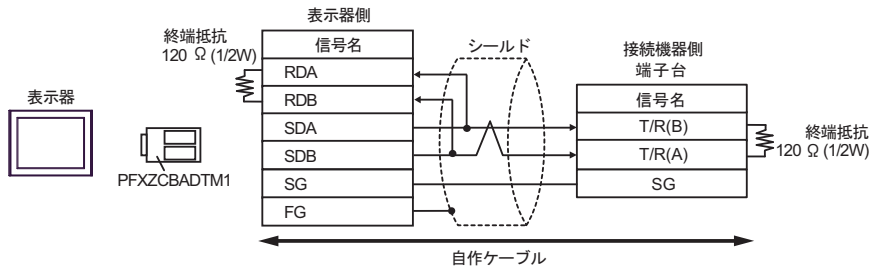 表示器側
終端抵抗
120 Ω (1/2W)
信号名
シールド
接続機器側
端子台
RDA
表示器
RDB
信号名
SDA
T/R(B)
終端抵抗
120 Ω (1/2W)
SDB
T/R(A)
PFXZCBADTM1
SG
SG
FG
自作ケーブル